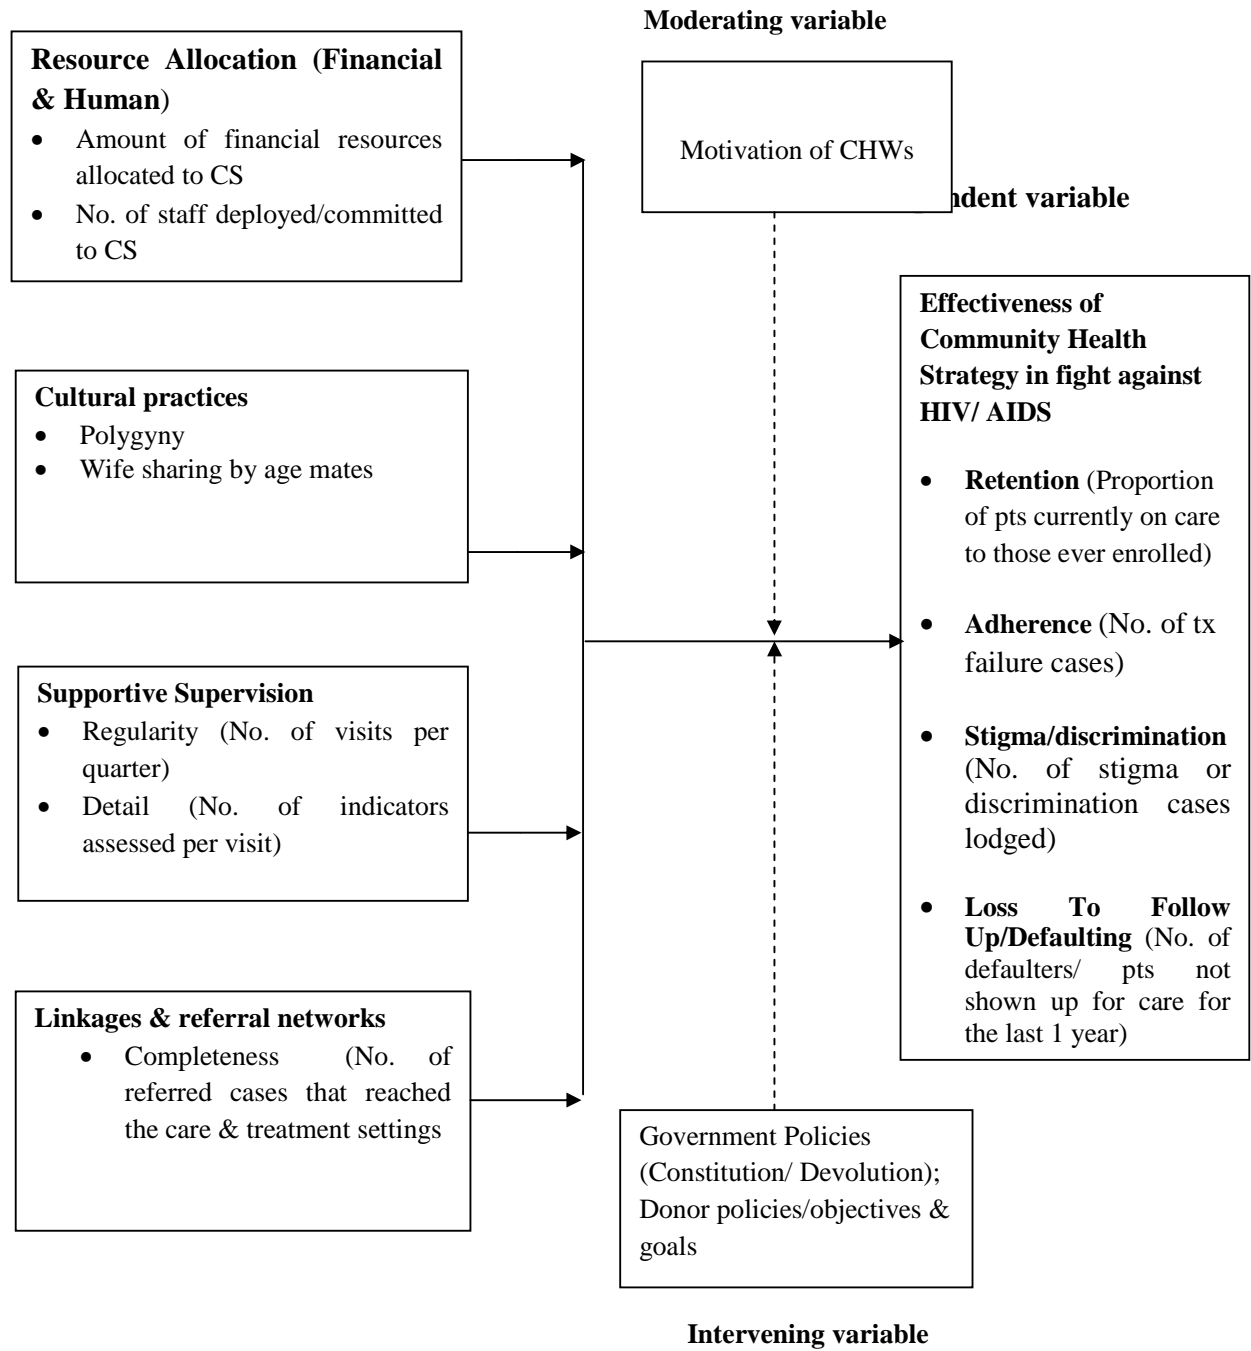 Moderating variable
Resource Allocation (Financial
& Human)
• Amount of financial resources
allocated to CS
• No. of staff deployed/committed
to CS
Motivation of CHWs
ndent variable
Cultural practices
• Polygyny
• Wife sharing by age mates
Supportive Supervision
• Regularity (No. of visits per
quarter)
• Detail (No. of indicators
assessed per visit)
Linkages & referral networks
• Completeness (No. of
referred cases that reached
the care & treatment settings
Effectiveness of
Community Health
Strategy in fight against
HIV/ AIDS
• Retention (Proportion
of pts currently on care
to those ever enrolled)
• Adherence (No. of tx
failure cases)
• Stigma/discrimination
(No. of stigma or
discrimination cases
lodged)
• Loss To Follow
Up/Defaulting (No. of
defaulters/ pts not
shown up for care for
the last 1 year)
Government Policies
(Constitution/ Devolution);
Donor policies/objectives &
goals
Intervening variable